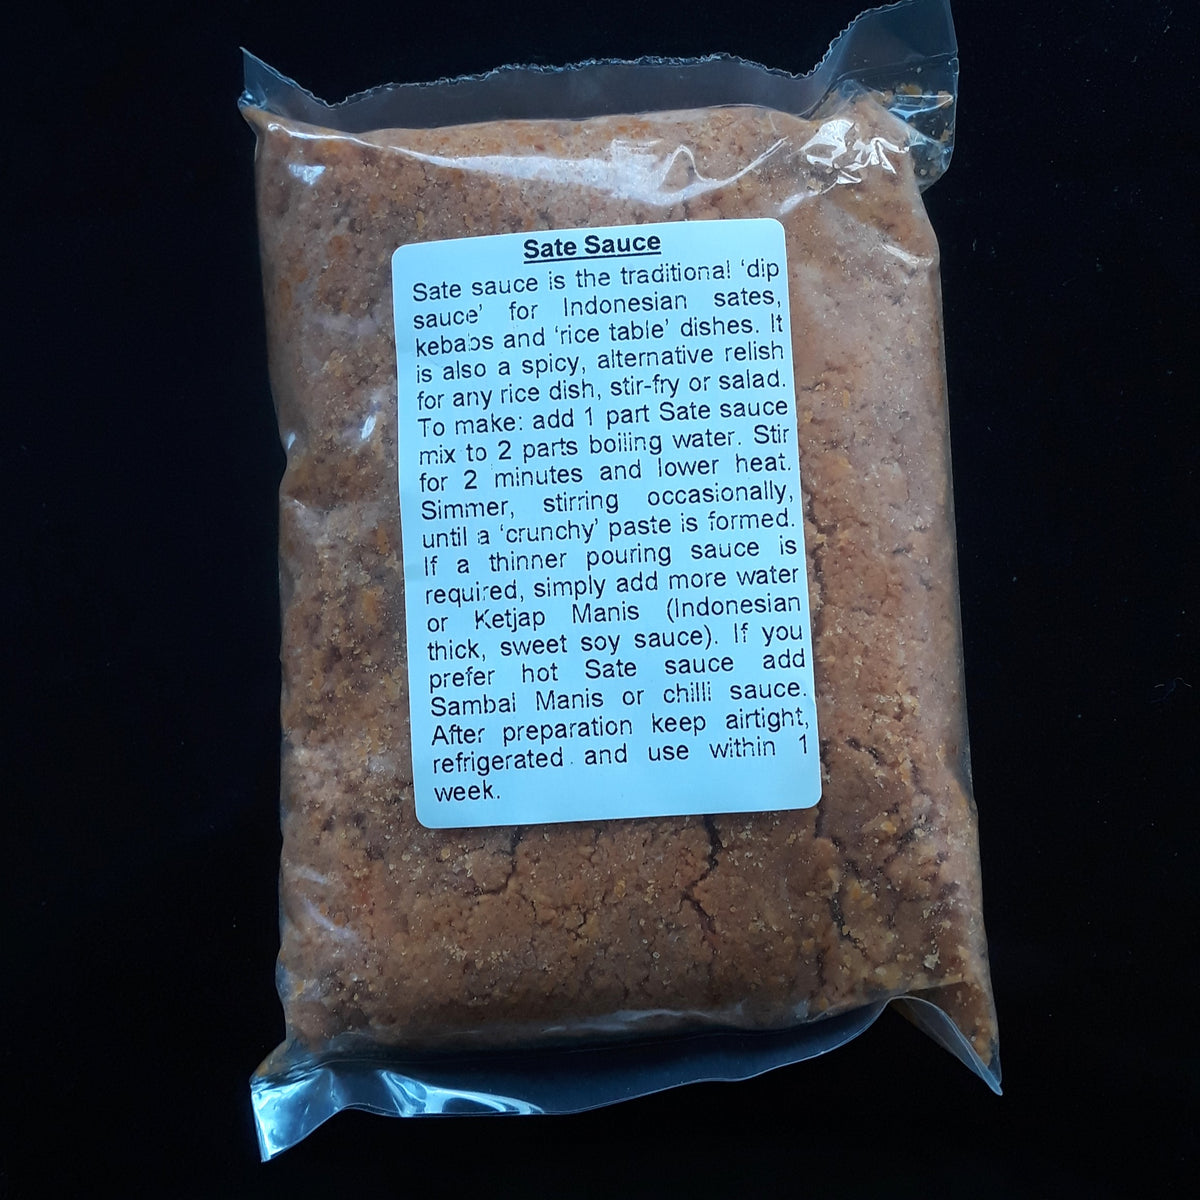 Sate Sauce
Sate sauce is the traditional ‘dip
sauce’ for Indonesian sates,
kebabs and ‘rice table’ dishes. It
is also a spicy, alternative relish
for any rice dish, stir-fry or salad.
To make: add 1 part Sate sauce
mix to 2 parts boiling water. Stir
for 2 minutes and lower heat.
Simmer, stirring occasionally,
until a ‘crunchy’ paste is formed.
If a thinner pouring sauce is
required, simply add more water
or Ketjap Manis (Indonesian
thick, sweet soy sauce). If you
prefer hot Sate sauce add
Sambal Manis or chilli sauce.
After preparation keep airtight,
refrigerated and use within 1
week.